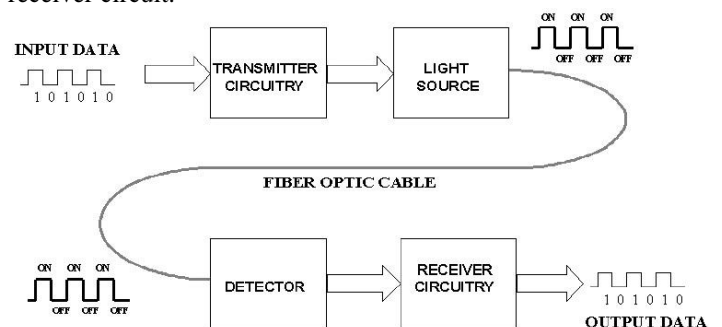 receiver circuit.
ON ON ON
OFF OFF OFF
INPUT DATA
1 0 1 0 1 0
TRANSMITTER
CIRCUITRY
LIGHT
SOURCE
FIBER OPTIC CABLE
ON ON ON
OFF OFF OFF
DETECTOR
RECEIVER
CIRCUITRY
1 0 1 0 1 0
OUTPUT DATA